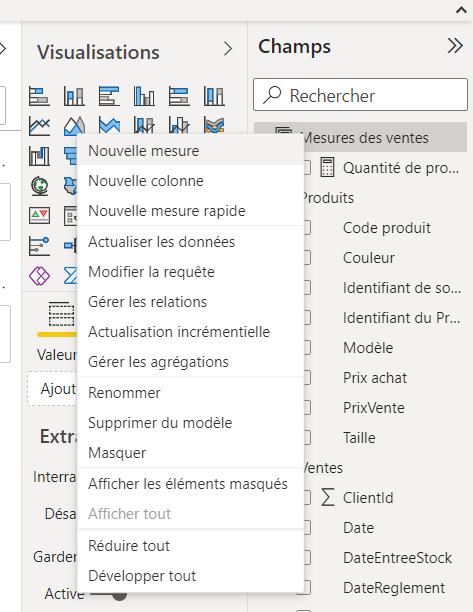 Visualisations
Champs
Rechercher
Mesures des ventes
Quantité de pro...
Produits
Code produit
Couleur
Identifiant de so...
Identifiant du Pr...
Modèle
Prix achat
PrixVente
Taille
Ventes
ClientId
Date
DateEntreeStock
DateReglement
Nouvelle mesure
Nouvelle colonne
Nouvelle mesure rapide
Actualiser les données
Modifier la requête
Gérer les relations
Actualisation incrémentielle
Gérer les agrégations
Renommer
Supprimer du modèle
Masquer
Afficher les éléments masqués
Afficher tout
Réduire tout
Développer tout
Valeur
Ajout
Extra
Interra
Désa
Garder
Activé